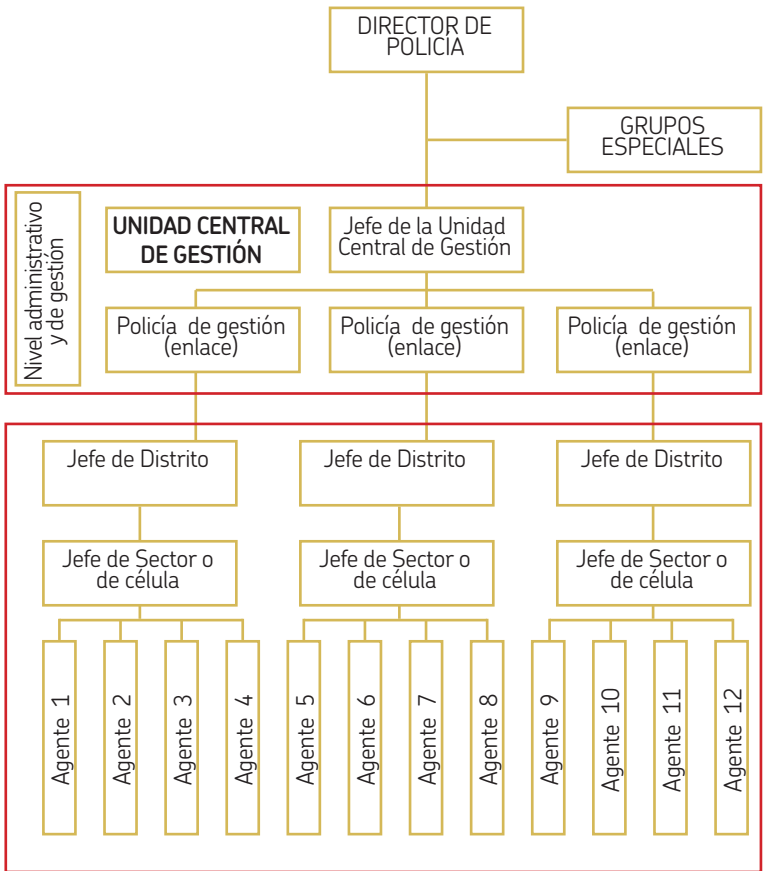 DIRECTOR DE
POLICÍA
GRUPOS
ESPECIALES
Nivel administrativo
y de gestión
UNIDAD CENTRAL
DE GESTIÓN
Jefe de la Unidad
Central de Gestión
Policía de gestión
(enlace)
Policía de gestión
(enlace)
Policía de gestión
(enlace)
Jefe de Distrito
Jefe de Distrito
Jefe de Distrito
Jefe de Sector o
de célula
Jefe de Sector o
de célula
Jefe de Sector o
de célula
Agente 1
Agente 2
Agente 3
Agente 4
Agente 5
Agente 6
Agente 7
Agente 8
Agente 9
Agente 10
Agente 11
Agente 12